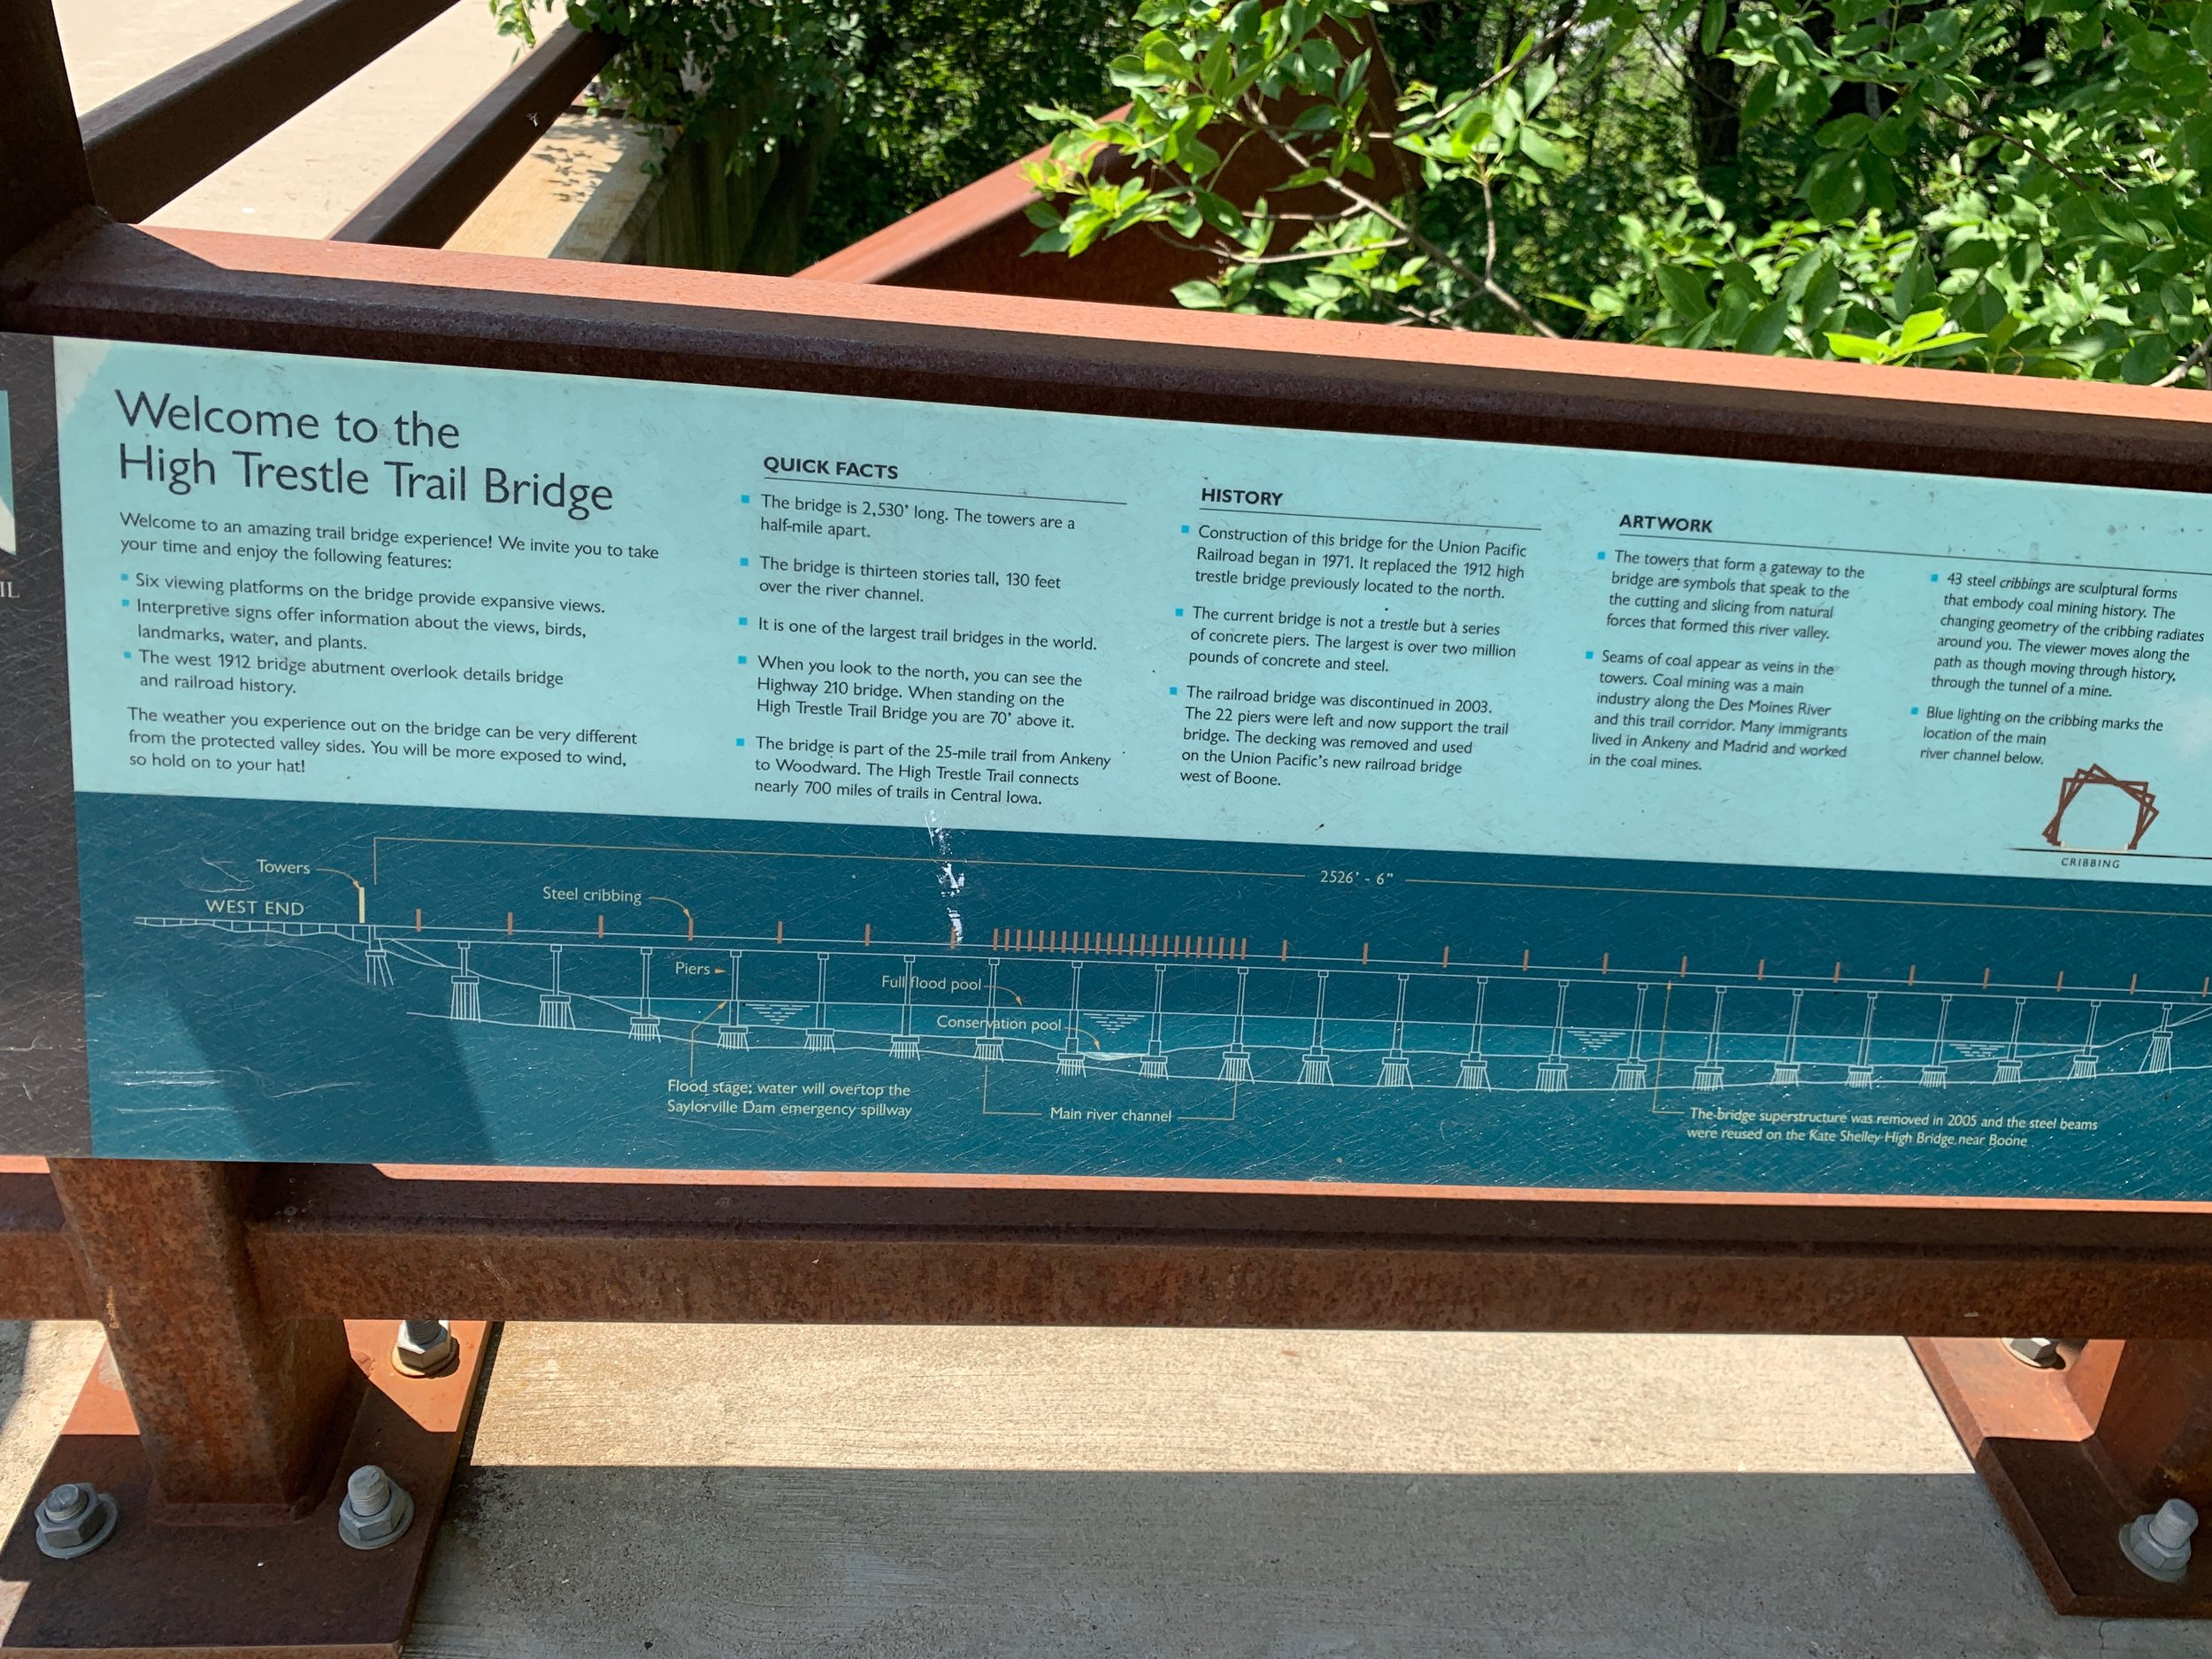 IL
Welcome to the
High Trestle Trail Bridge
Welcome to an amazing trail bridge experience! We invite you to take
your time and enjoy the following features:
Six viewing platforms on the bridge provide expansive views.
Interpretive signs offer information about the views, birds,
landmarks, water, and plants.
The west 1912 bridge abutment overlook details bridge
and railroad history.
The weather you experience out on the bridge can be very different
from the protected valley sides. You will be more exposed to wind,
so hold on to your hat!
QUICK FACTS
The bridge is 2,530' long. The towers are a
half-mile apart.
The bridge is thirteen stories tall, 130 feet
over the river channel.
It is one of the largest trail bridges in the world.
When you look to the north, you can see the
Highway 210 bridge. When standing on the
High Trestle Trail Bridge you are 70' above it.
The bridge is part of the 25-mile trail from Ankeny
to Woodward. The High Trestle Trail connects
nearly 700 miles of trails in Central Iowa.
HISTORY
Construction of this bridge for the Union Pacific
Railroad began in 1971. It replaced the 1912 high
trestle bridge previously located to the north.
The current bridge is not a trestle but a series
of concrete piers. The largest is over two million
pounds of concrete and steel.
The railroad bridge was discontinued in 2003.
The 22 piers were left and now support the trail
bridge. The decking was removed and used
on the Union Pacific's new railroad bridge
west of Boone.
ARTWORK
The towers that form a gateway to the
bridge are symbols that speak to the
the cutting and slicing from natural
forces that formed this river valley.
Seams of coal appear as veins in the
towers. Coal mining was a main
industry along the Des Moines River
and this trail corridor. Many immigrants
lived in Ankeny and Madrid and worked
in the coal mines.
43 steel cribbings are sculptural forms
that embody coal mining history. The
changing geometry of the cribbing radiates
around you. The viewer moves along the
path as though moving through history,
through the tunnel of a mine.
Blue lighting on the cribbing marks the
location of the main
river channel below.
CRIBBING
Towers
WEST END
Steel cribbing
2526' - 6"
Piers
Full flood pool
Conservation pool
Flood stage; water will overtop the
Saylorville Dam emergency spillway
Main river channel
The bridge superstructure was removed in 2005 and the steel beams
were reused on the Kate Shelley High Bridge near Boone